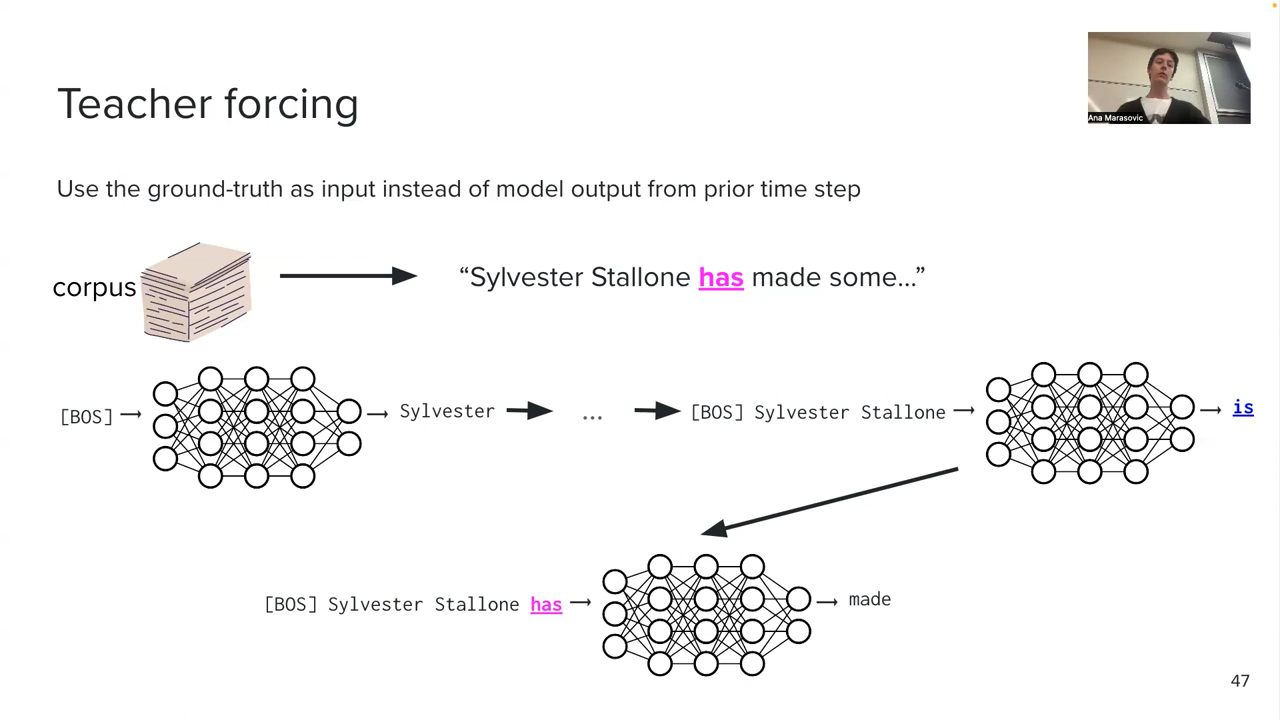 Teacher forcing
Ana Marasovic
Use the ground-truth as input instead of model output from prior time step
corpus
“Sylvester Stallone has made some...”
[BOS]
Sylvester
...
[BOS] Sylvester Stallone
is
[BOS] Sylvester Stallone has
made
47